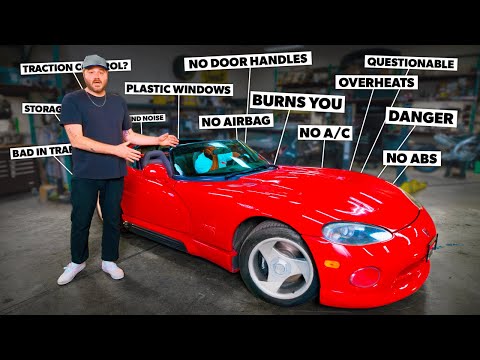 NO DOOR HANDLES
QUESTIONABLE
TRACTION CONTROL?
PLASTIC WINDOWS
OVERHEATS
BURNS YOU
STORAG
ND NOISE
NO AIRBAG
NO A/C
DANGER
BAD IN TRA
NO ABS